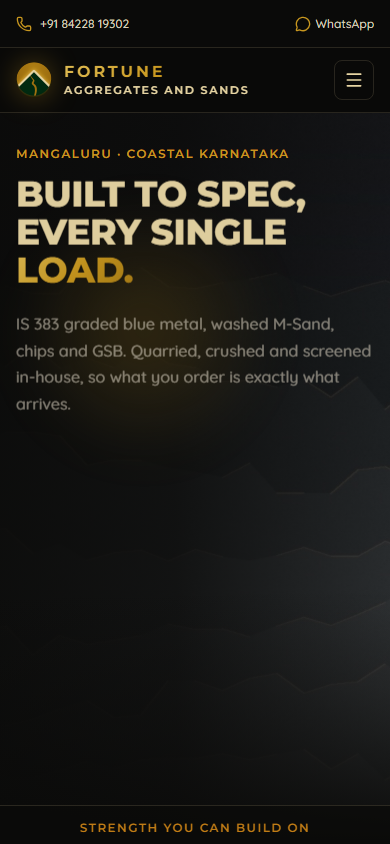 +91 84228 19302
WhatsApp
FORTUNE
AGGREGATES AND SANDS
MANGALURU · COASTAL KARNATAKA
BUILT TO SPEC,
EVERY SINGLE
LOAD.
IS 383 graded blue metal, washed M-Sand,
chips and GSB. Quarried, crushed and screened
in-house, so what you order is exactly what
arrives.
STRENGTH YOU CAN BUILD ON